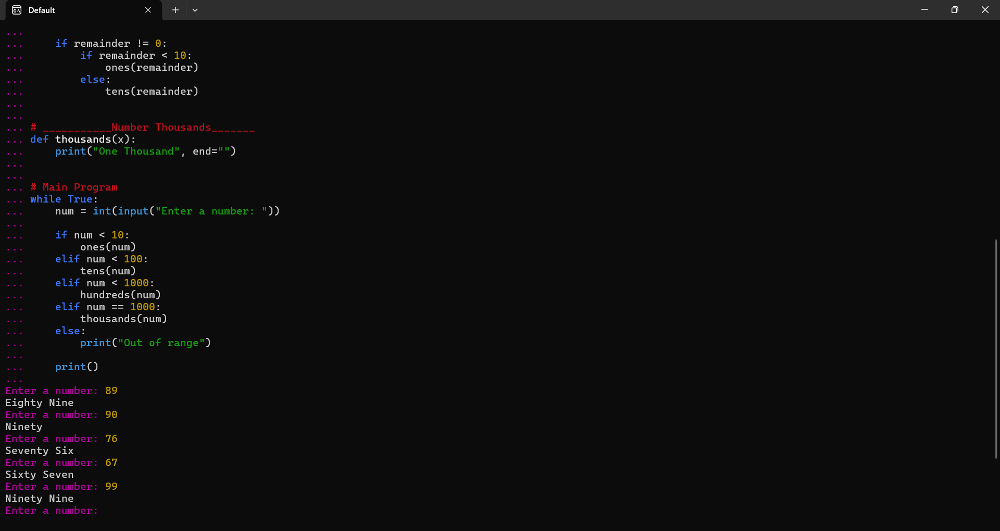 Default
...
...     if remainder != 0:
...         if remainder < 10:
...             ones(remainder)
...         else:
...             tens(remainder)
...
...
... # ___________Number Thousands_______
... def thousands(x):
...     print("One Thousand", end="")
...
...
... # Main Program
... while True:
...     num = int(input("Enter a number: "))
...
...     if num < 10:
...         ones(num)
...     elif num < 100:
...         tens(num)
...     elif num < 1000:
...         hundreds(num)
...     elif num == 1000:
...         thousands(num)
...     else:
...         print("Out of range")
...
...     print()
...
Enter a number: 89
Eighty Nine
Enter a number: 90
Ninety
Enter a number: 76
Seventy Six
Enter a number: 67
Sixty Seven
Enter a number: 99
Ninety Nine
Enter a number: